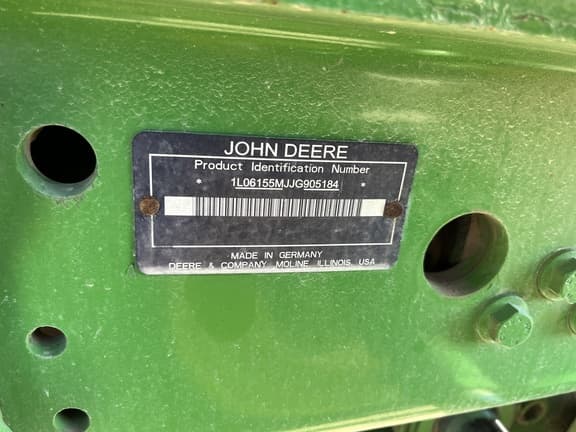 JOHN DEERE
Product Identification Number
* 1L06155MJJG905184 *
MADE IN GERMANY
DEERE & COMPANY MOLINE ILLINOIS USA